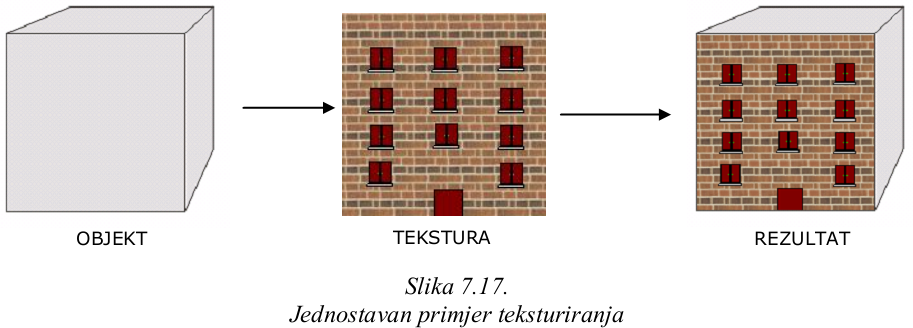 OBJEKT
TEKSTURA
REZULTAT
Slika 7.17.
Jednostavan primjer teksturiranja